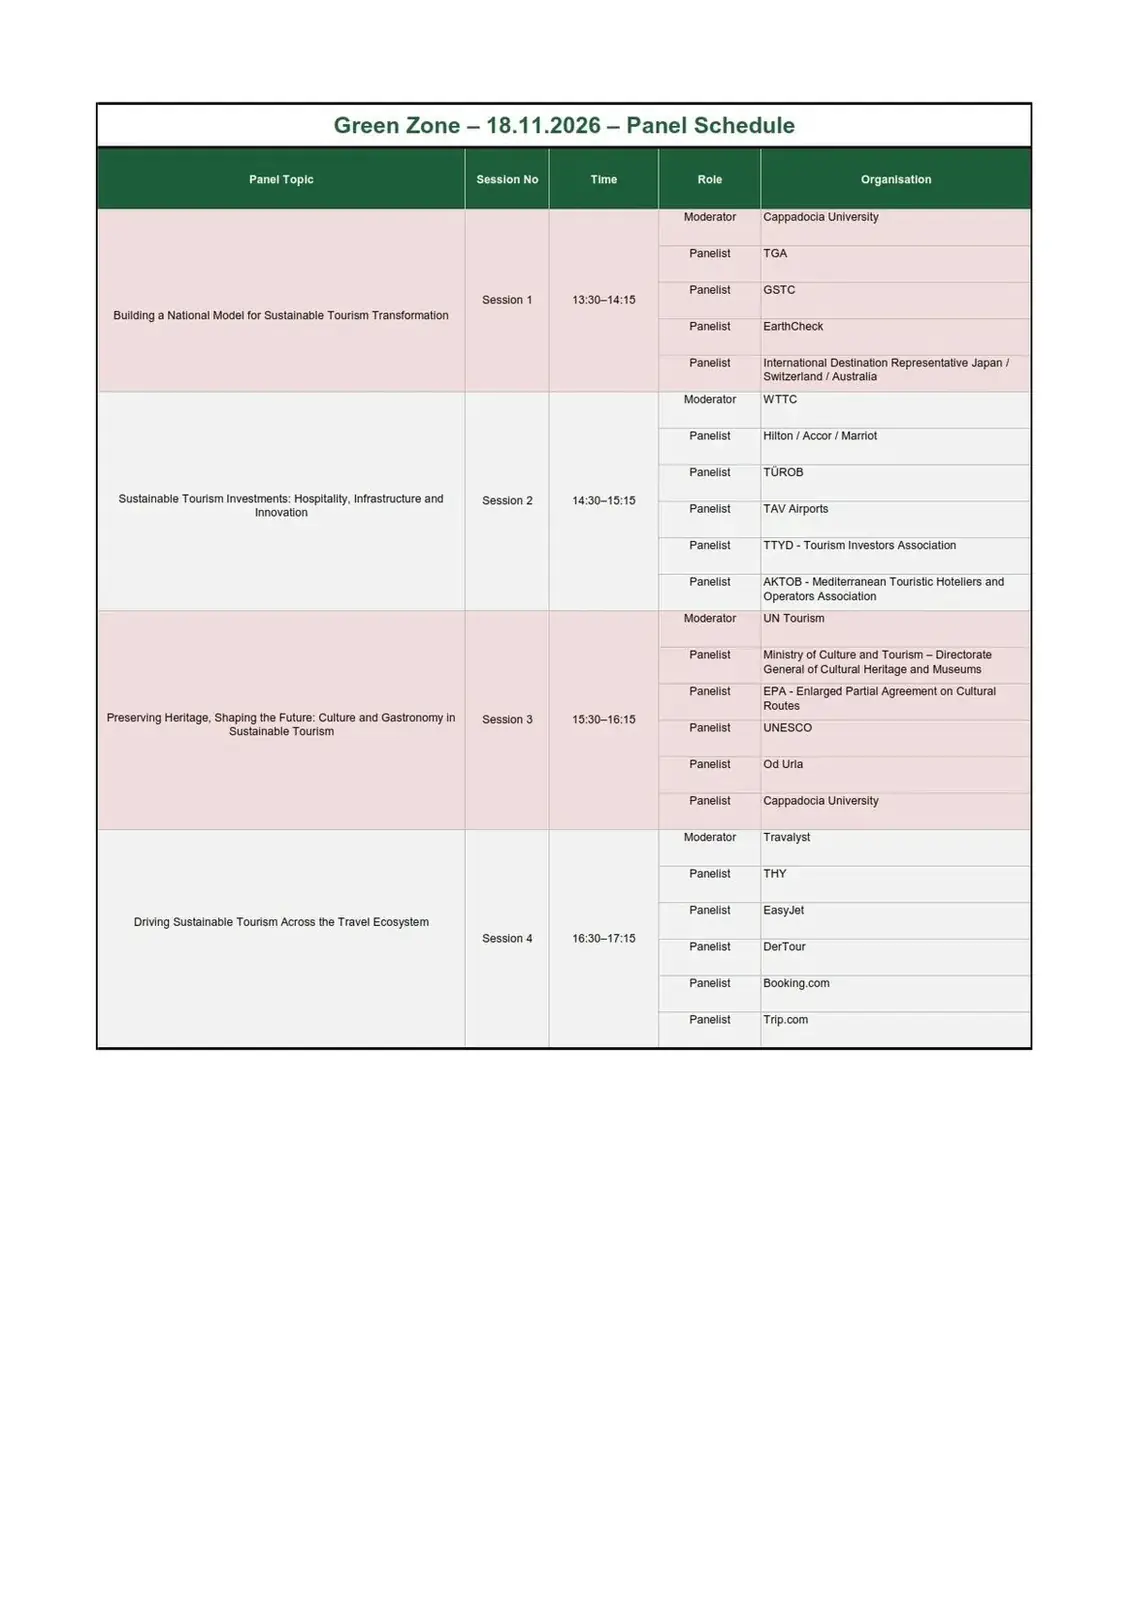 Green Zone – 18.11.2026 – Panel Schedule
Panel Topic Session No Time Role Organisation
Building a National Model for Sustainable Tourism Transformation
Session 1
13:30–14:15
Moderator Cappadocia University
Panelist TGA
Panelist GSTC
Panelist EarthCheck
Panelist International Destination Representative Japan /
Switzerland / Australia
Sustainable Tourism Investments: Hospitality, Infrastructure and
Innovation
Session 2
14:30–15:15
Moderator WTTC
Panelist Hilton / Accor / Marriot
Panelist TÜROB
Panelist TAV Airports
Panelist TTYD - Tourism Investors Association
Panelist AKTOB - Mediterranean Touristic Hoteliers and
Operators Association
Preserving Heritage, Shaping the Future: Culture and Gastronomy in
Sustainable Tourism
Session 3
15:30–16:15
Moderator UN Tourism
Panelist Ministry of Culture and Tourism – Directorate
General of Cultural Heritage and Museums
Panelist EPA - Enlarged Partial Agreement on Cultural
Routes
Panelist UNESCO
Panelist Od Urla
Panelist Cappadocia University
Driving Sustainable Tourism Across the Travel Ecosystem
Session 4
16:30–17:15
Moderator Travalyst
Panelist THY
Panelist EasyJet
Panelist DerTour
Panelist Booking.com
Panelist Trip.com